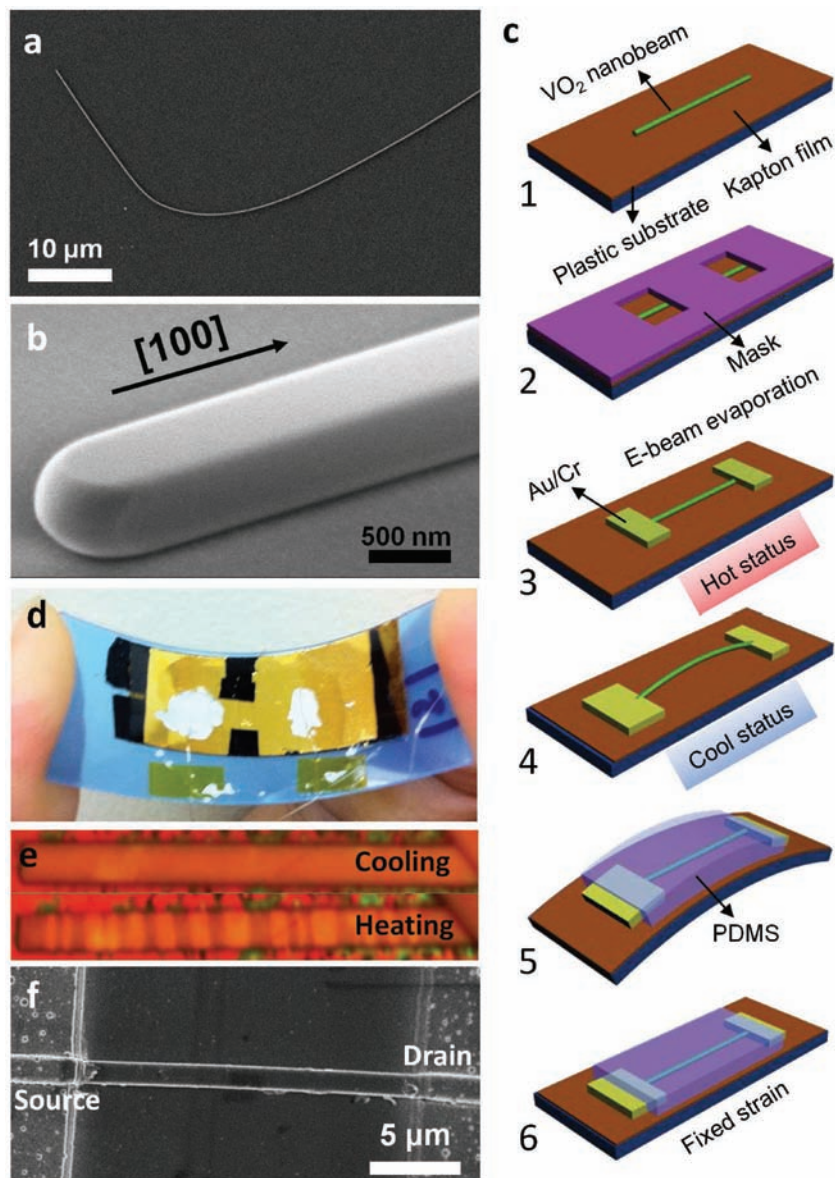 a
10 µm
b
[100]
500 nm
d
e
Cooling
Heating
f
Source
Drain
5 µm
c
VO₂ nanobeam
Kapton film
Plastic substrate
1
Mask
2
E-beam evaporation
Au/Cr
Hot status
3
Cool status
4
PDMS
5
Fixed strain
6